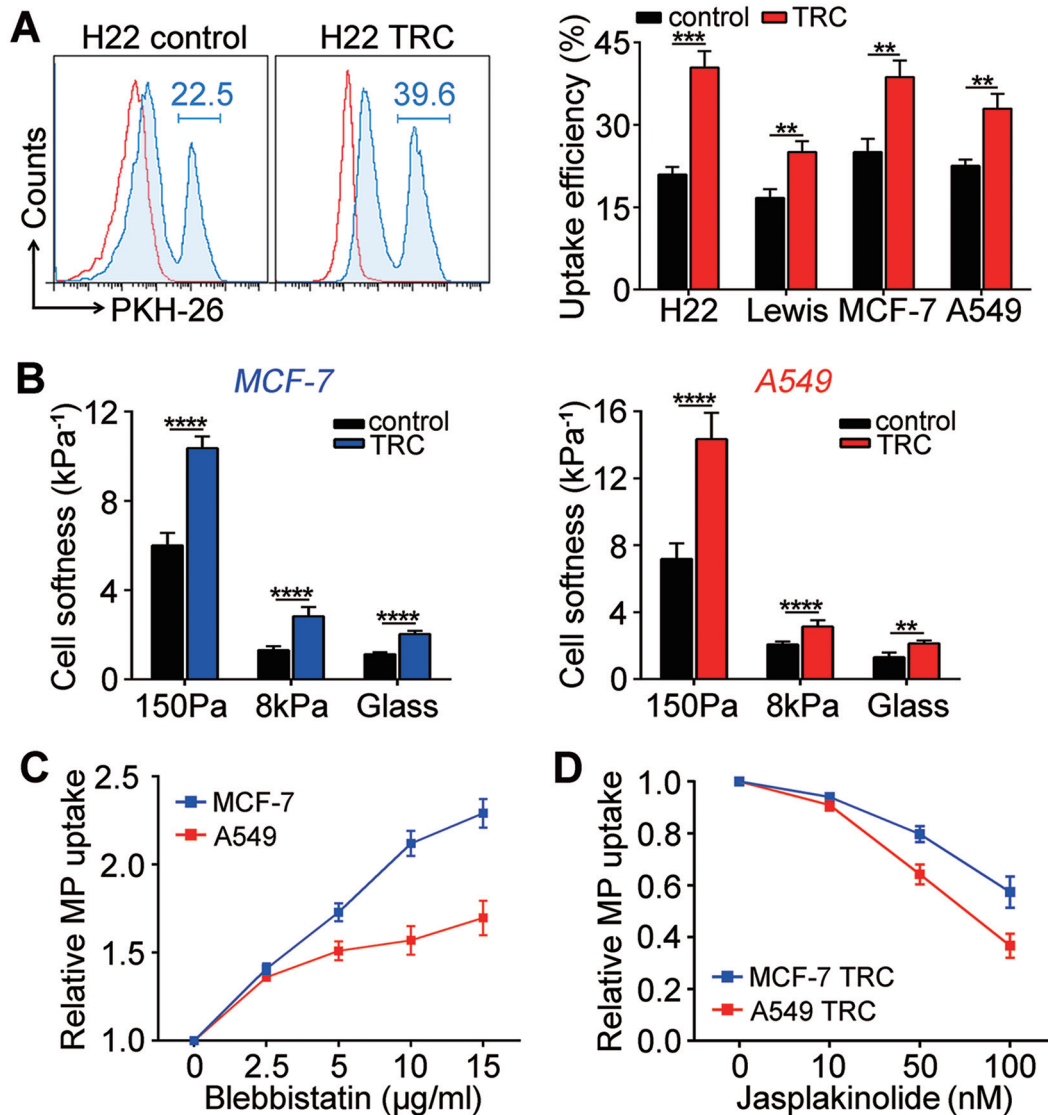 A
H22 control
H22 TRC
22.5
39.6
Counts
PKH-26
control
TRC
Uptake efficiency (%)
45
30
15
0
***
**
**
**
H22
Lewis
MCF-7
A549
B
MCF-7
Cell softness (kPa⁻¹)
12
8
4
0
control
TRC
****
****
****
150Pa
8kPa
Glass
A549
Cell softness (kPa⁻¹)
16
12
8
4
0
control
TRC
****
****
**
150Pa
8kPa
Glass
C
Relative MP uptake
2.5
2.0
1.5
1.0
MCF-7
A549
0
2.5
5
10
15
Blebbistatin (µg/ml)
D
Relative MP uptake
1.0
0.8
0.6
0.4
0.2
0.0
MCF-7 TRC
A549 TRC
0
10
50
100
Jasplakinolide (nM)